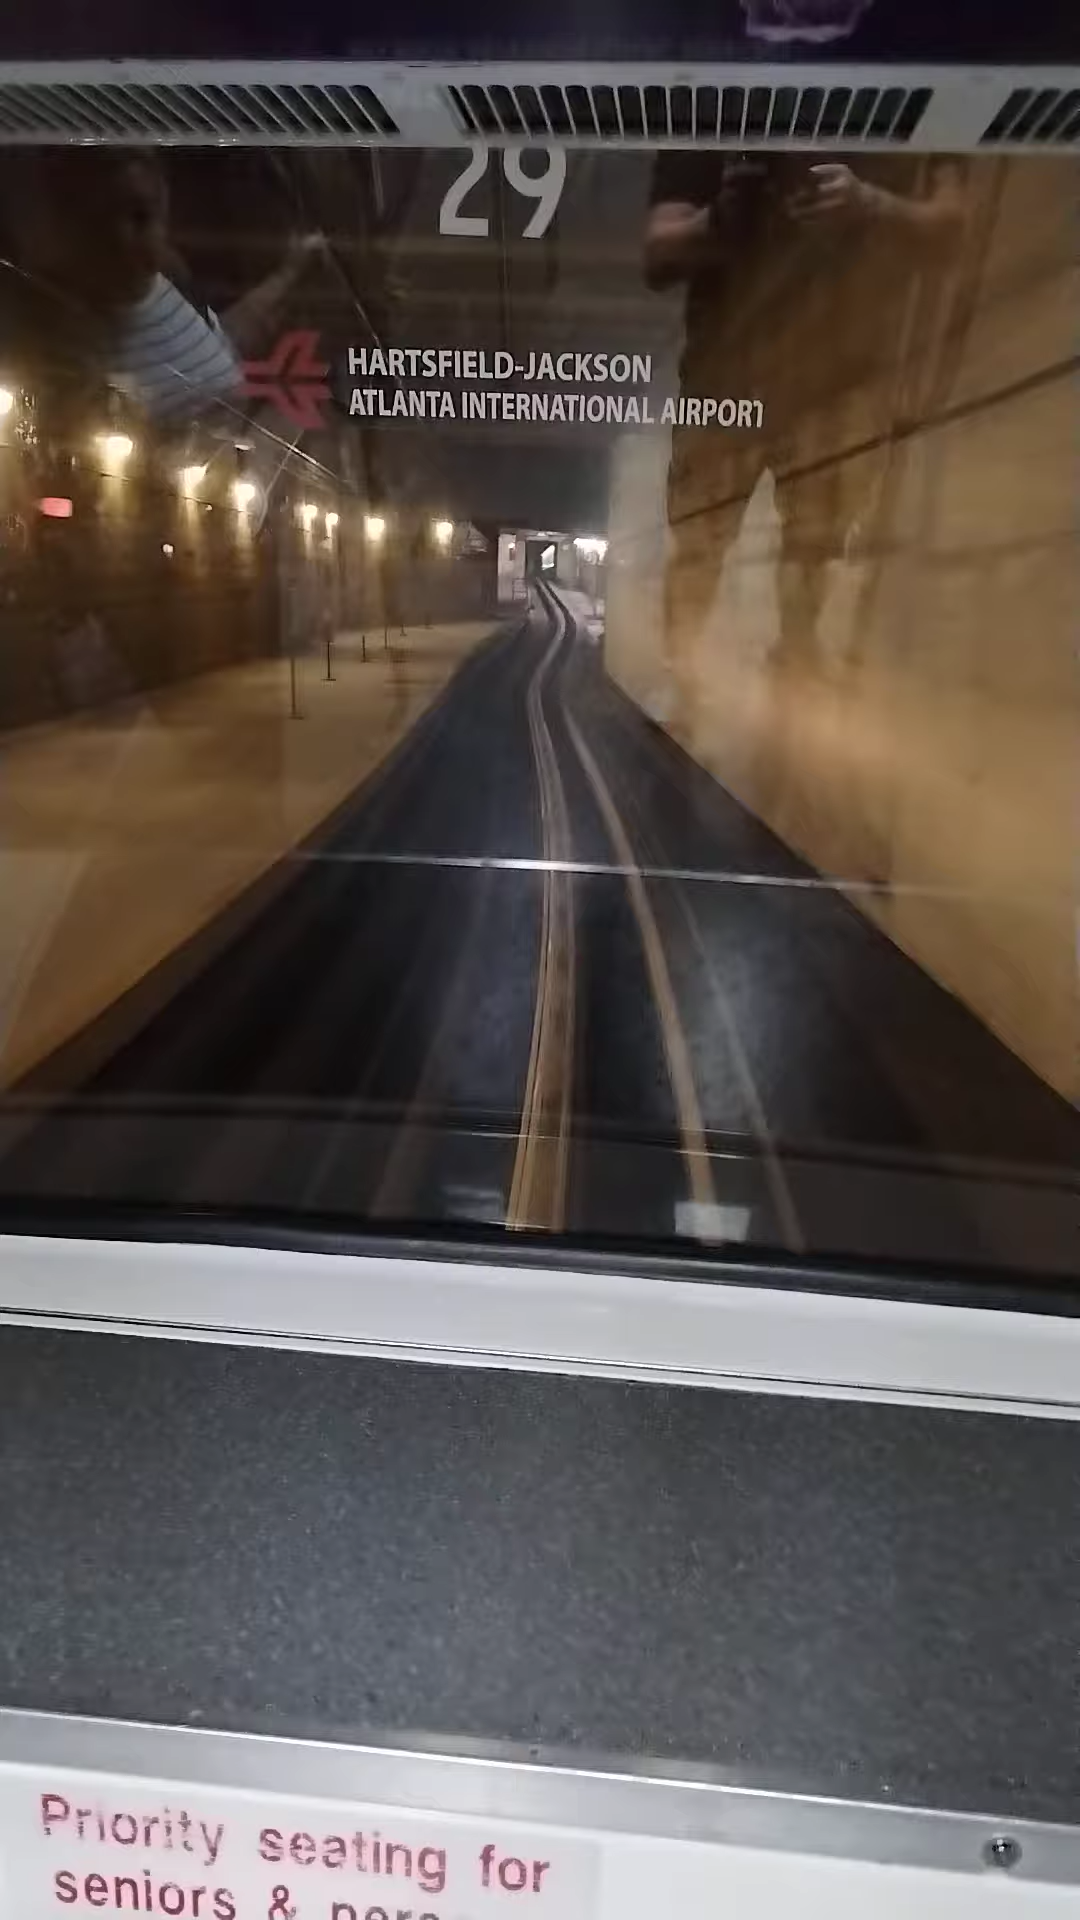 29
HARTSFIELD-JACKSON
ATLANTA INTERNATIONAL AIRPORT
Priority seating for
seniors &